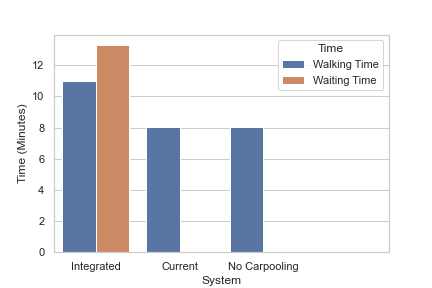 Time
Walking Time
Waiting Time
12
10
8
6
4
2
0
Time (Minutes)
Integrated Current No Carpooling
System